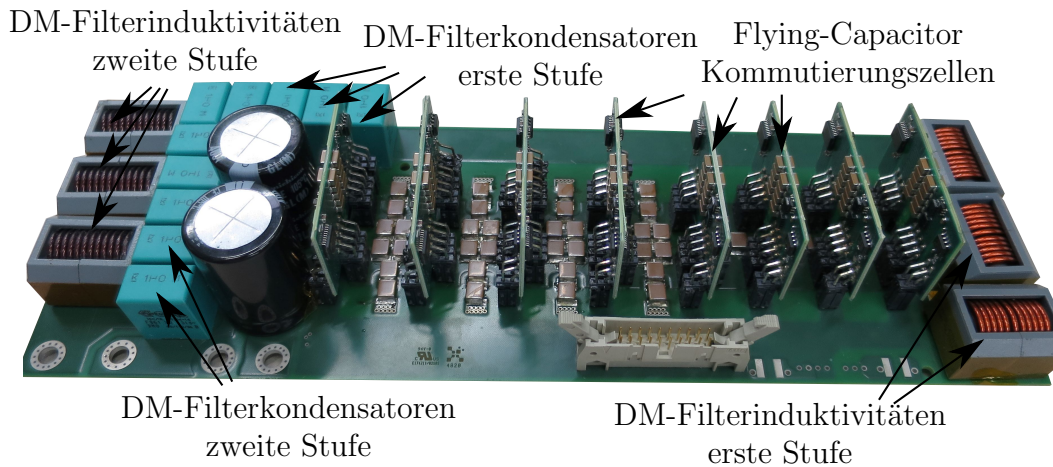 DM-Filterinduktivitäten
zweite Stufe
DM-Filterkondensatoren
erste Stufe
Flying-Capacitor
Kommutierungszellen
DM-Filterkondensatoren
zweite Stufe
DM-Filterinduktivitäten
erste Stufe